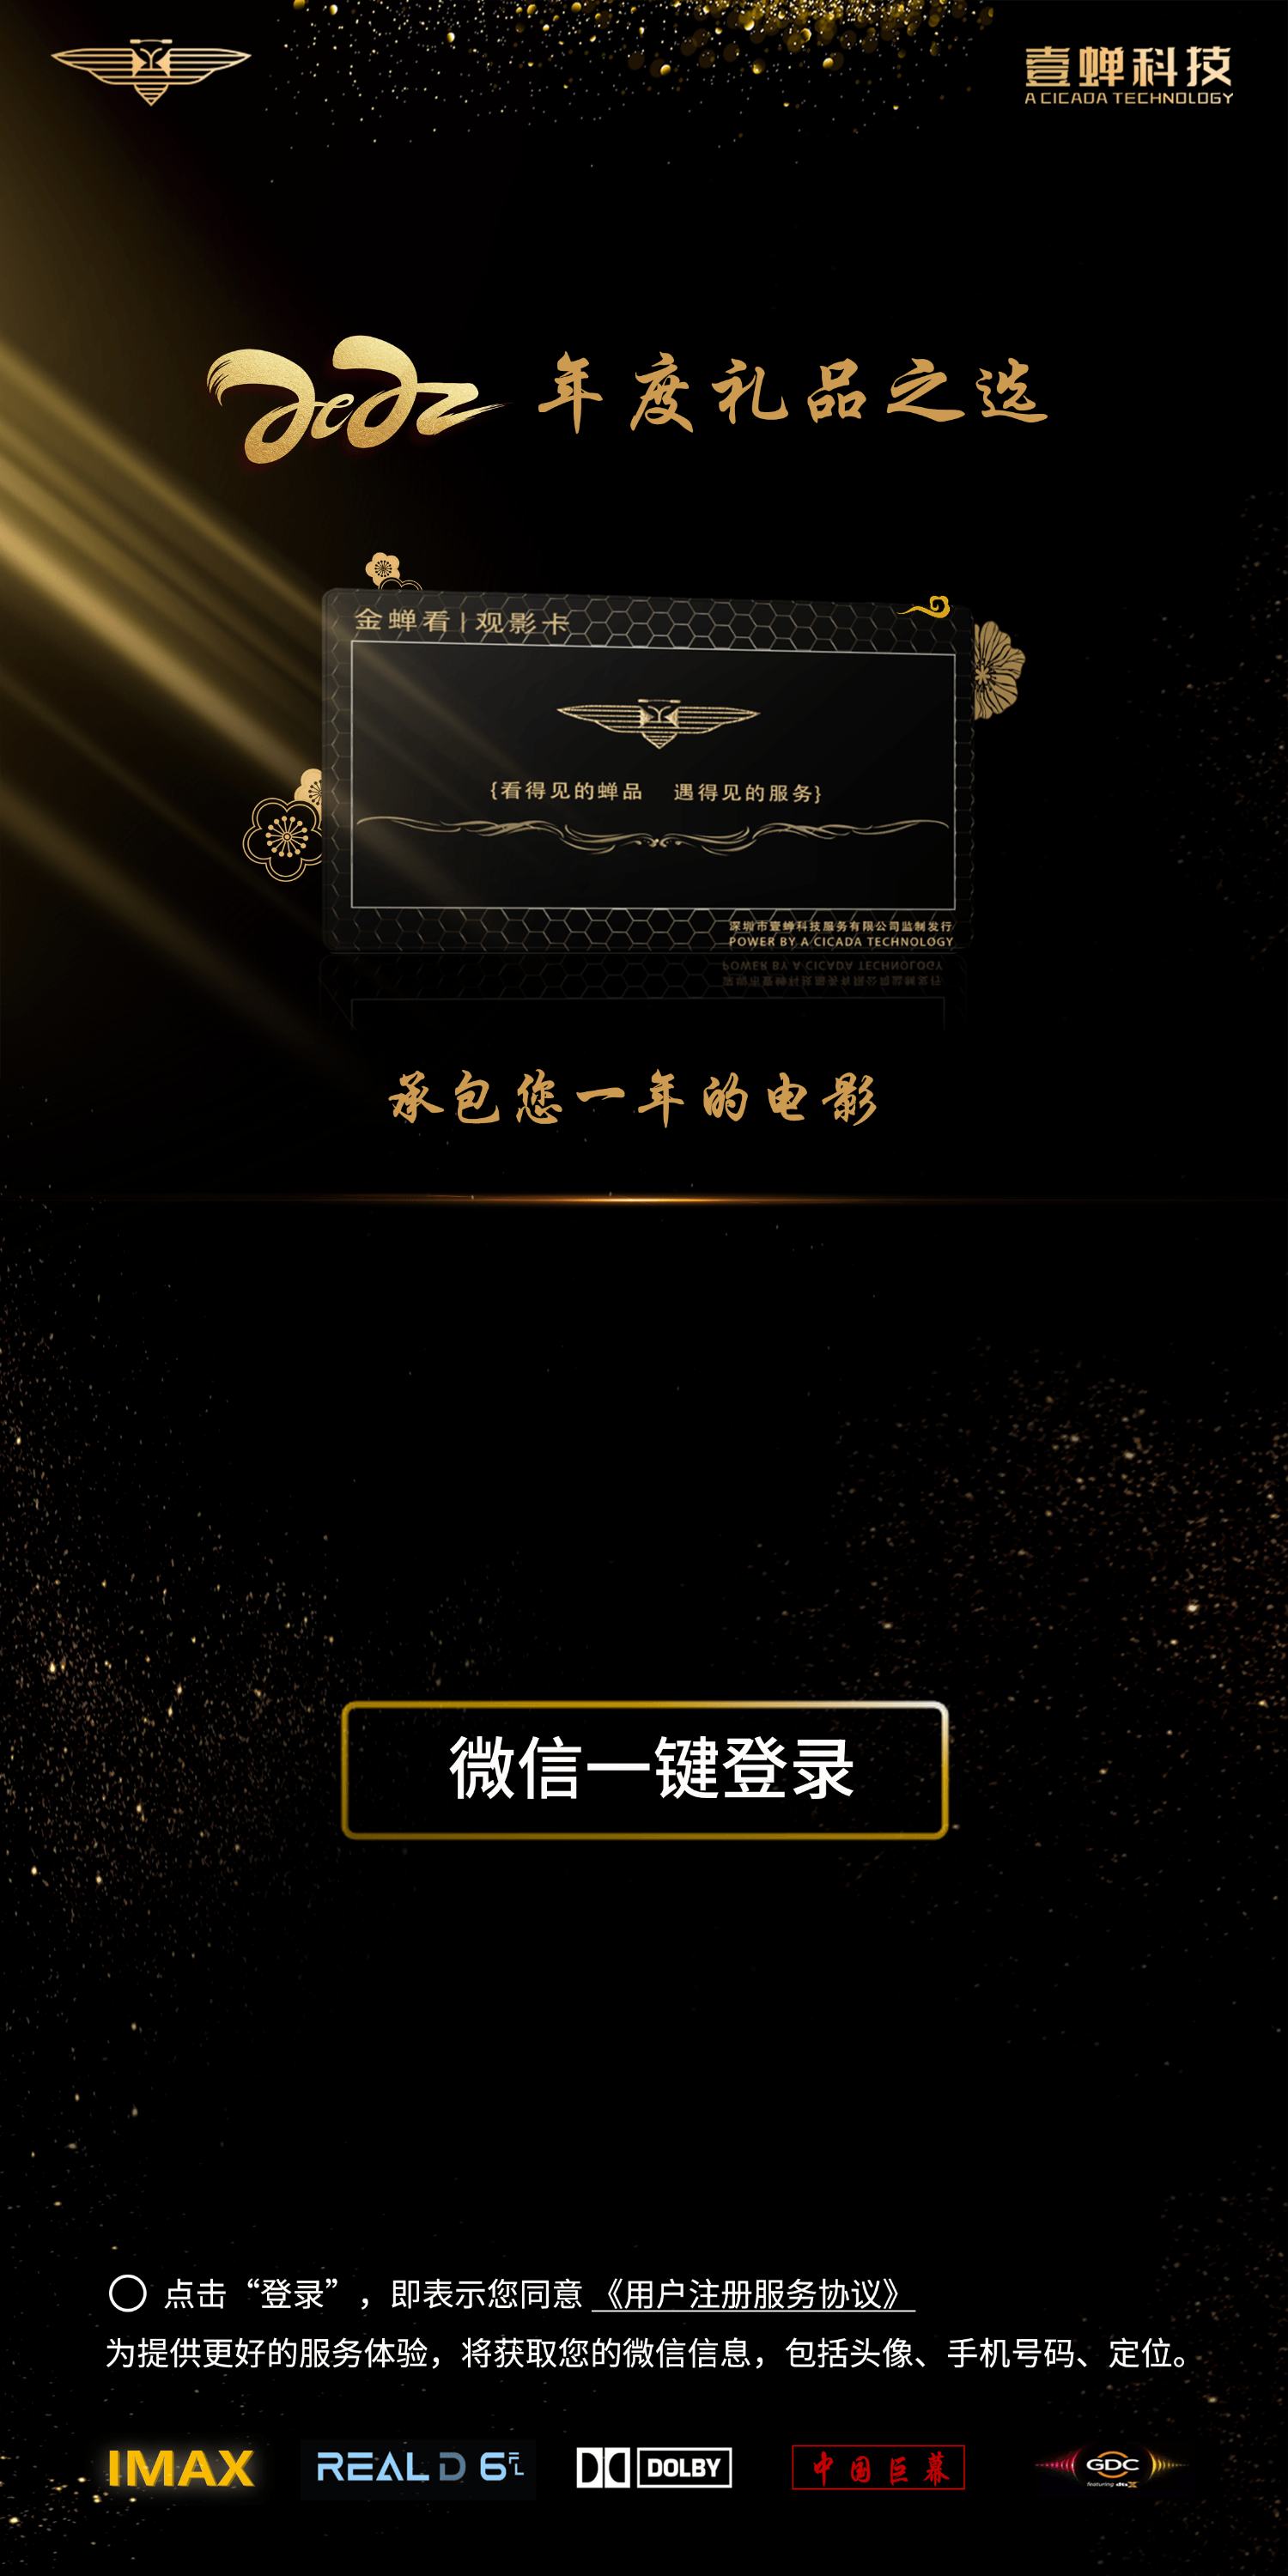 壹蝉科技
A CICADA TECHNOLOGY
2022 年度礼品之选
金蝉看|观影卡
{看得见的蝉品 遇得见的服务}
深圳市壹蝉科技服务有限公司监制发行
POWER BY A CICADA TECHNOLOGY
承包您一年的电影
微信一键登录
点击“登录”，即表示您同意《用户注册服务协议》
为提供更好的服务体验，将获取您的微信信息，包括头像、手机号码、定位。
IMAX REAL D 6FL DOLBY 中国巨幕 GDC
featuring dts X